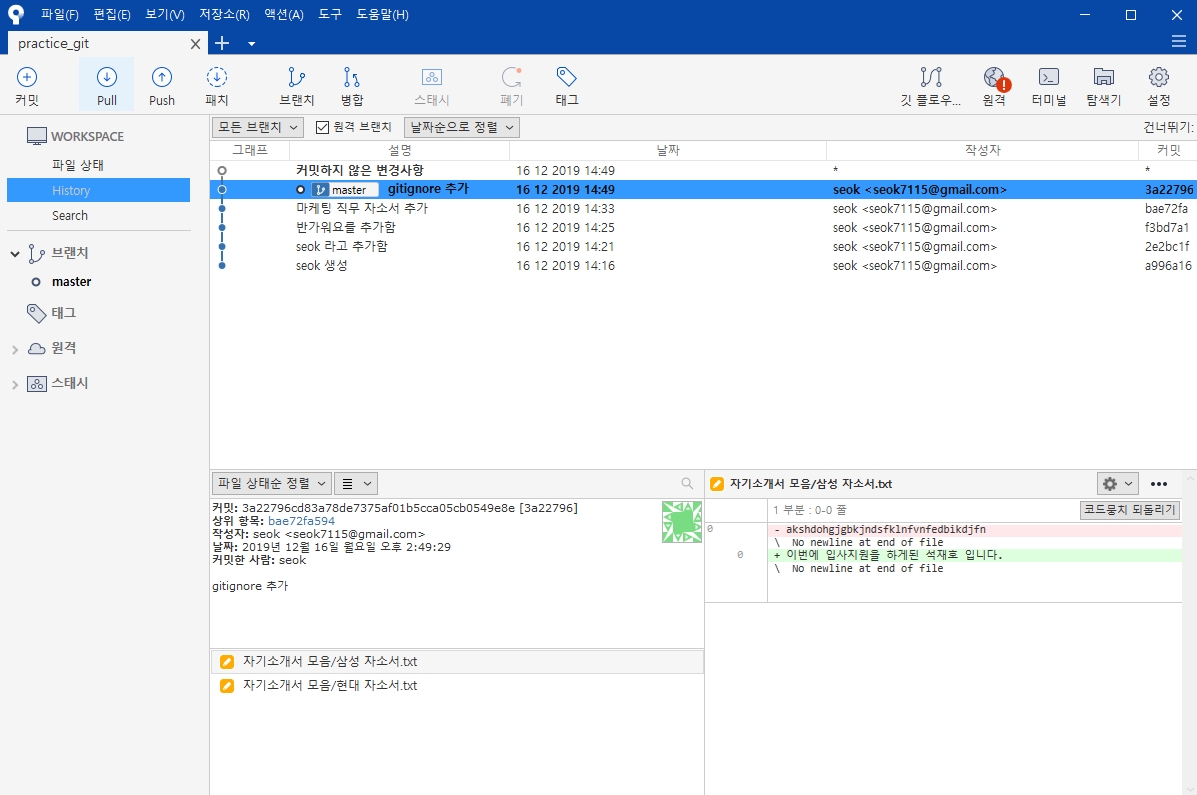 파일(F) 편집(E) 보기(V) 저장소(R) 액션(A) 도구 도움말(H)
practice_git
커밋 Pull Push 패치 브랜치 병합 스태시 폐기 태그 깃 플로우... 원격 터미널 탐색기 설정
WORKSPACE
파일 상태
History
Search
브랜치
master
태그
원격
스태시
모든 브랜치 원격 브랜치 날짜순으로 정렬 건너뛰기:
그래프 설명 날짜 작성자 커밋
커밋하지 않은 변경사항 16 12 2019 14:49 * *
master gitignore 추가 16 12 2019 14:49 seok <seok7115@gmail.com> 3a22796
마케팅 직무 자소서 추가 16 12 2019 14:33 seok <seok7115@gmail.com> bae72fa
반가워요를 추가함 16 12 2019 14:25 seok <seok7115@gmail.com> f3bd7a1
seok 라고 추가함 16 12 2019 14:21 seok <seok7115@gmail.com> 2e2bc1f
seok 생성 16 12 2019 14:16 seok <seok7115@gmail.com> a996a16
파일 상태순 정렬
커밋: 3a22796cd83a78de7375af01b5cca05cb0549e8e [3a22796]
상위 항목: bae72fa594
작성자: seok <seok7115@gmail.com>
날짜: 2019년 12월 16일 월요일 오후 2:49:29
커밋한 사람: seok
gitignore 추가
자기소개서 모음/삼성 자소서.txt
자기소개서 모음/현대 자소서.txt
자기소개서 모음/삼성 자소서.txt
1 부분 : 0-0 줄 코드뭉치 되돌리기
0 - akshdohgjgbkjndsfklnfvnfedbikdjfn
\ No newline at end of file
0 + 이번에 입사지원을 하게된 석재호 입니다.
\ No newline at end of file